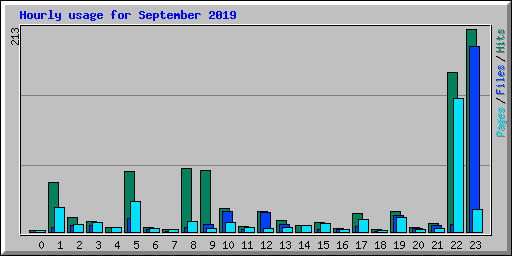 Hourly usage for September 2019
213
Pages / Files / Hits
0 1 2 3 4 5 6 7 8 9 10 11 12 13 14 15 16 17 18 19 20 21 22 23